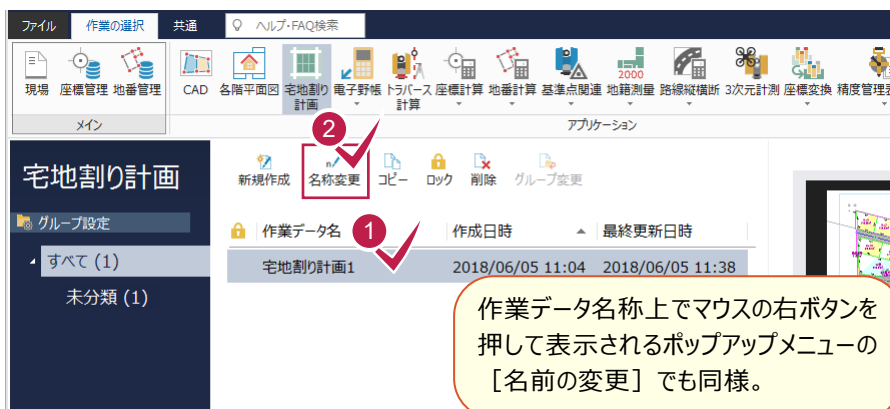 ファイル 作業の選択 共通 ヘルプ・FAQ検索
現場 座標管理 地番管理 CAD 各階平面図 宅地割り 電子野帳 トラバース 座標計算 地番計算 基準点関連 地籍測量 路線縦横断 3次元計測 座標変換
計画 計算
2000
メイン アプリケーション
2
宅地割り計画
新規作成 名称変更 コピー ロック 削除 グループ変更
グループ設定
作業データ名 1 作成日時 最終更新日時
すべて (1)
宅地割り計画1 2018/06/05 11:04 2018/06/05 11:38
未分類 (1)
作業データ名称上でマウスの右ボタンを
押して表示されるポップアップメニューの
[名前の変更]でも同様。